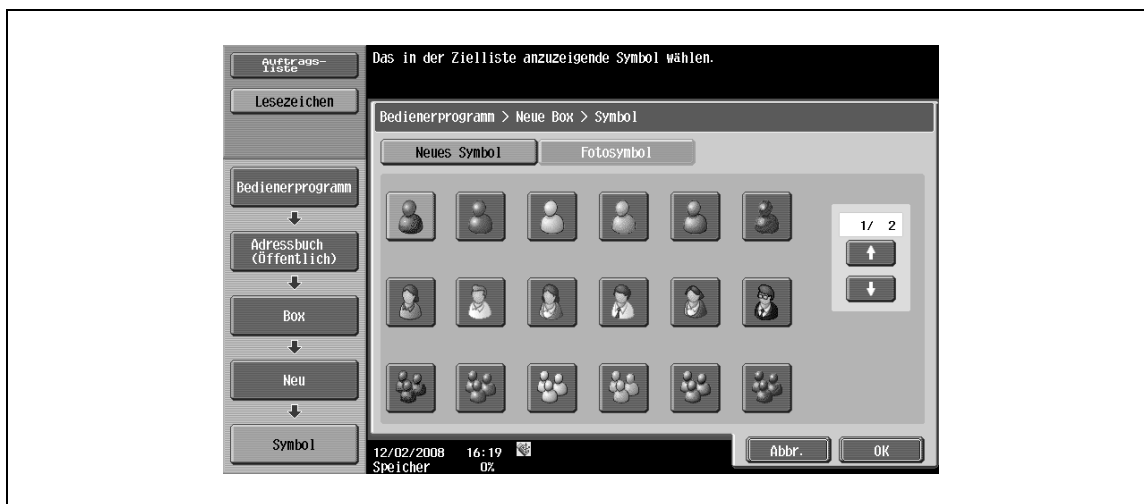 Auftrags-
liste
Das in der Zielliste anzuzeigende Symbol wählen.
Lesezeichen
Bedienerprogramm > Neue Box > Symbol
Neues Symbol
Fotosymbol
Bedienerprogramm
1/ 2
Adressbuch
(Öffentlich)
Box
Neu
Symbol
12/02/2008 16:19
Speicher 0%
Abbr.
OK